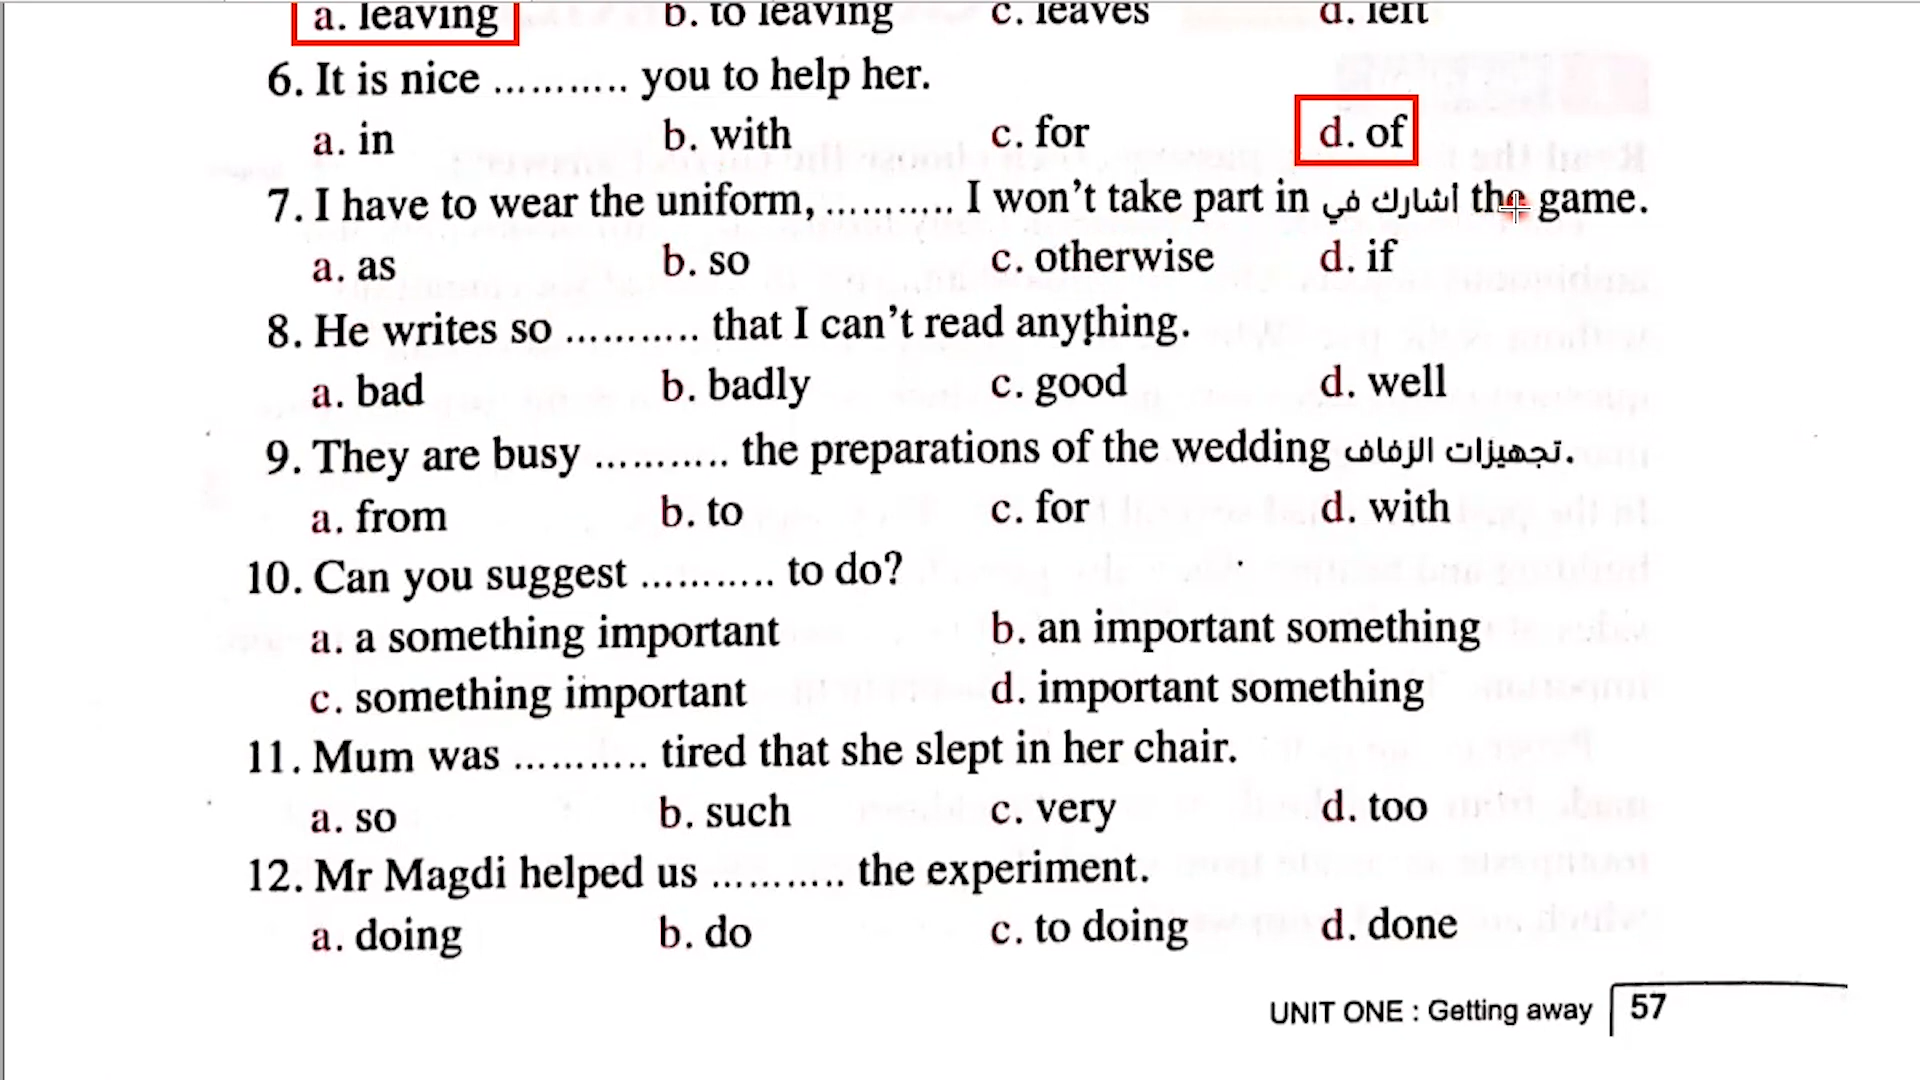 a. leaving b. to leaving c. leaves d. left
6. It is nice ........... you to help her.
a. in b. with c. for d. of
7. I have to wear the uniform, ........... I won't take part in أشارك في the game.
a. as b. so c. otherwise d. if
8. He writes so ........... that I can't read anything.
a. bad b. badly c. good d. well
9. They are busy ........... the preparations of the wedding تجهيزات الزفاف.
a. from b. to c. for d. with
10. Can you suggest ........... to do?
a. a something important b. an important something
c. something important d. important something
11. Mum was ........... tired that she slept in her chair.
a. so b. such c. very d. too
12. Mr Magdi helped us ........... the experiment.
a. doing b. do c. to doing d. done
UNIT ONE : Getting away 57